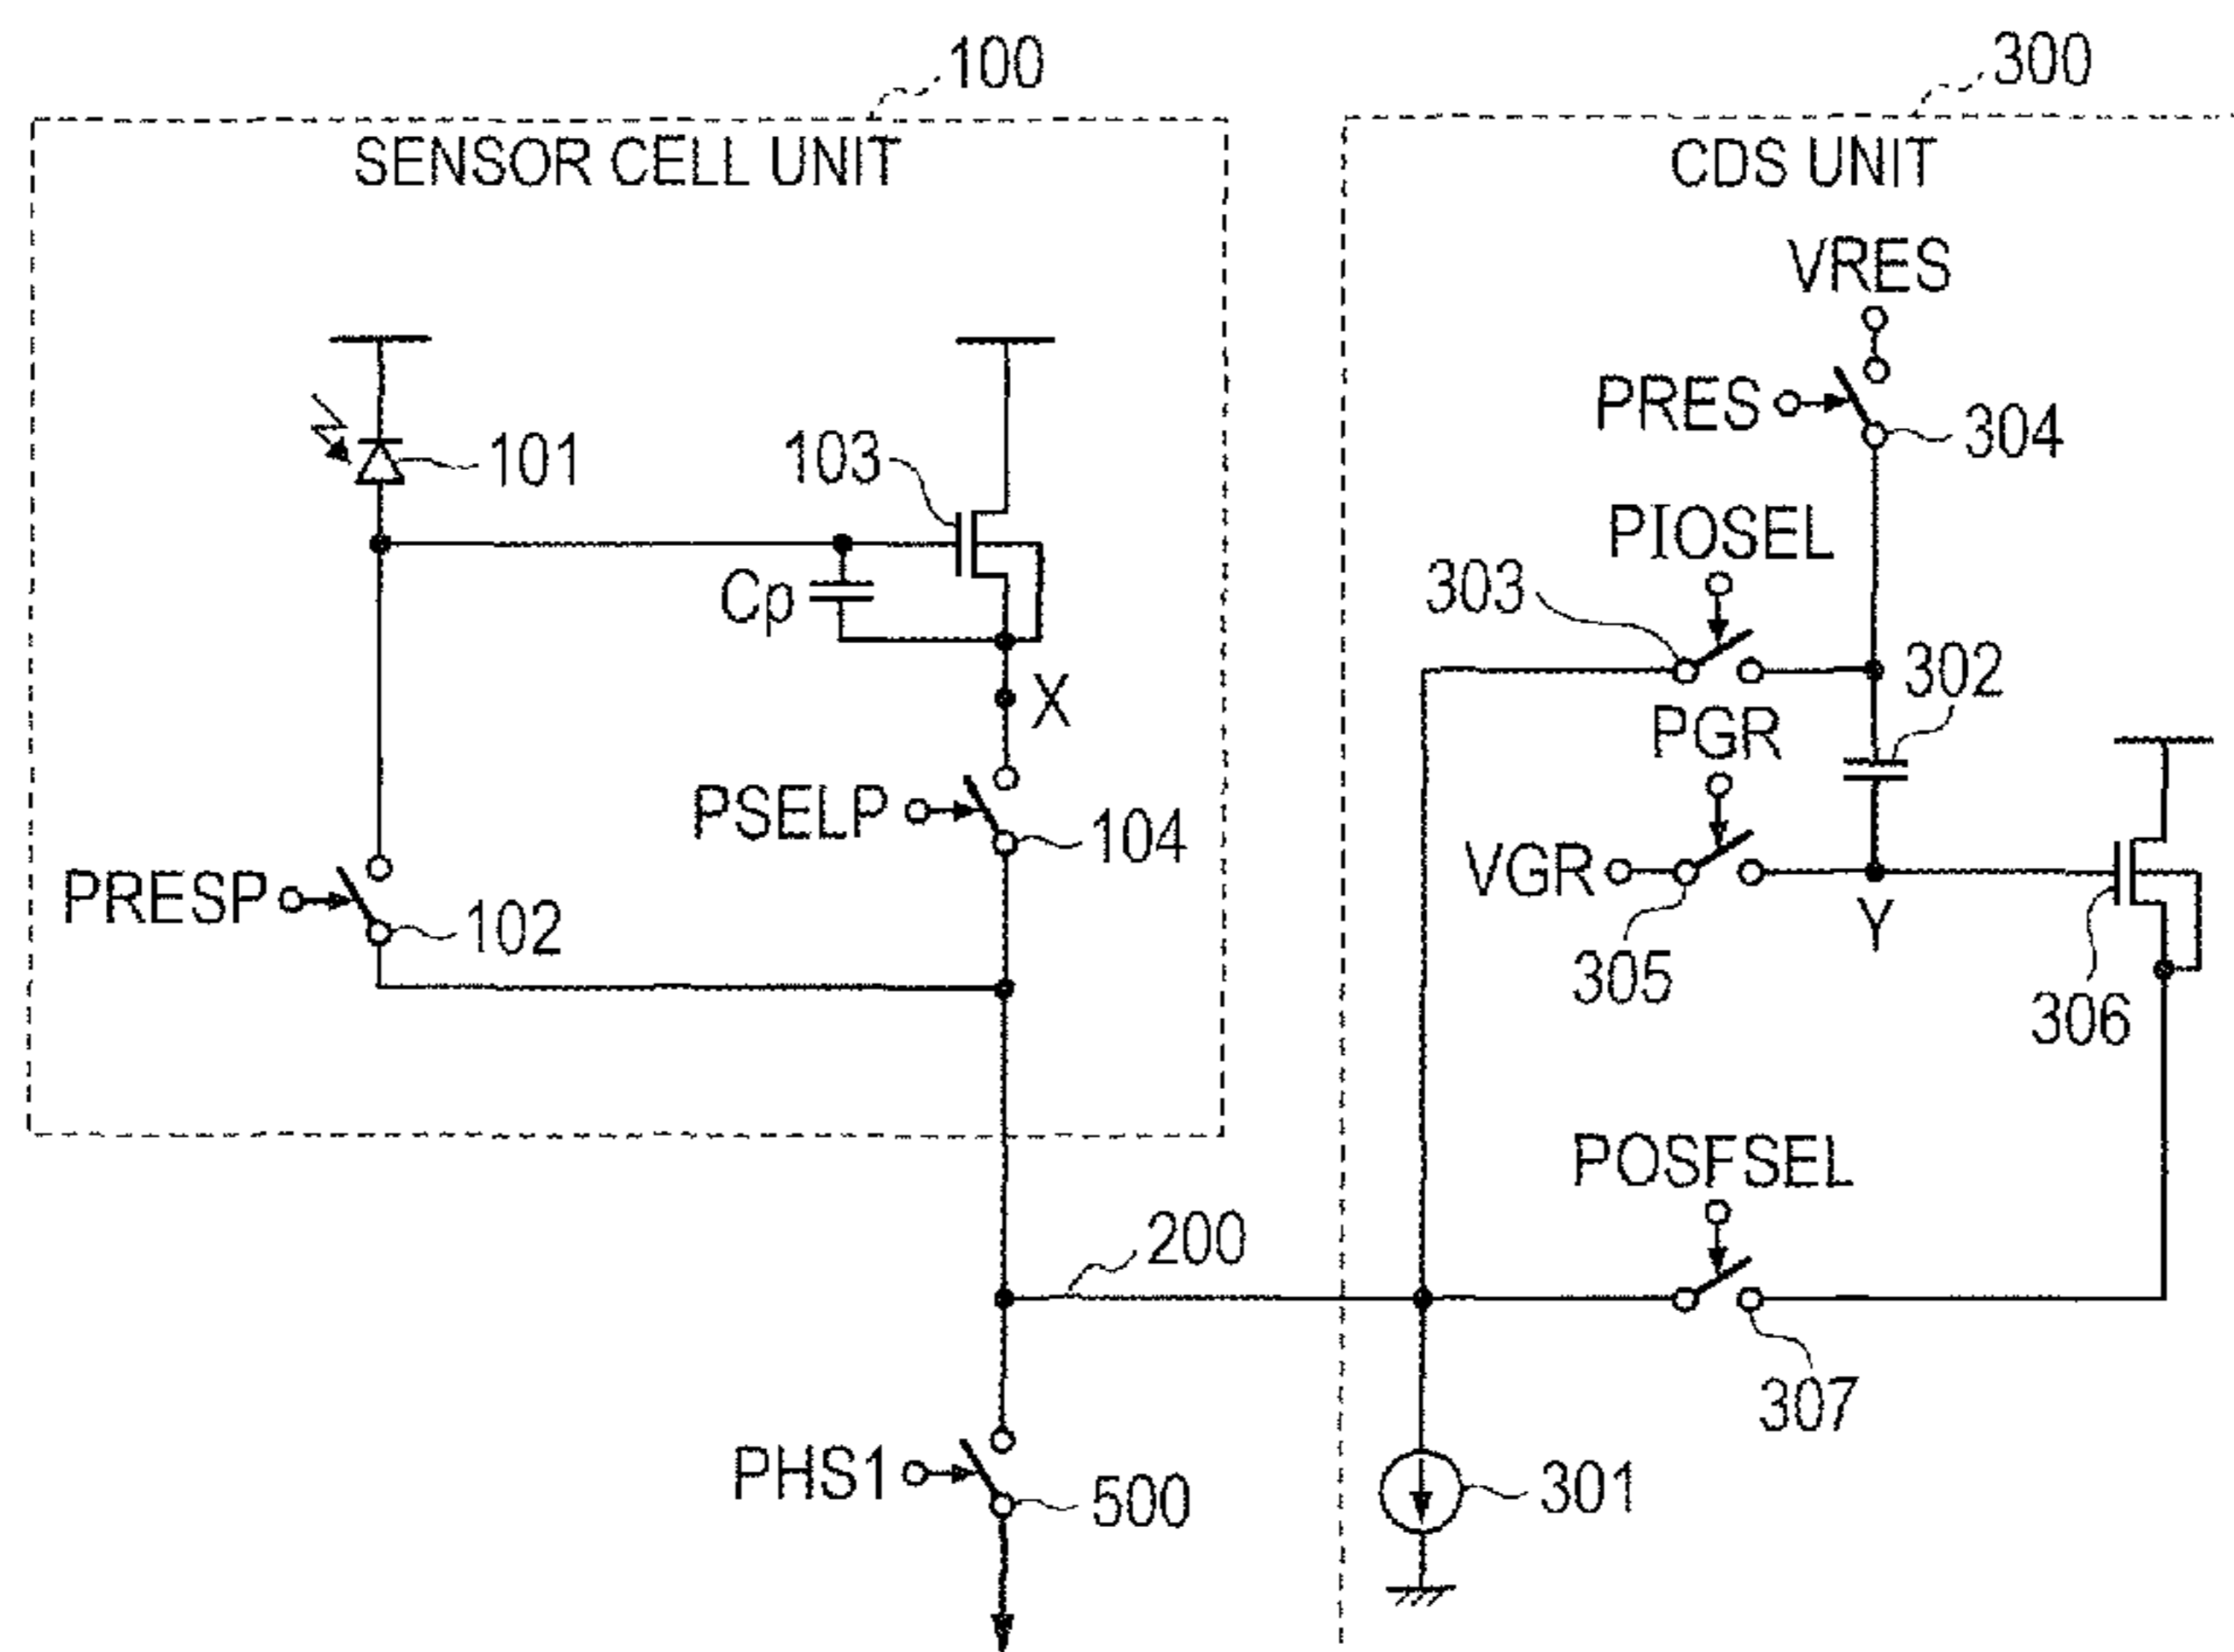 100
300
SENSOR CELL UNIT
CDS UNIT
VRES
PRES
304
101
103
PIOSEL
303
Cp
302
X
PGR
PSELP
104
VGR
PRESP
102
Y
305
306
POSFSEL
200
307
PHS1
500
301